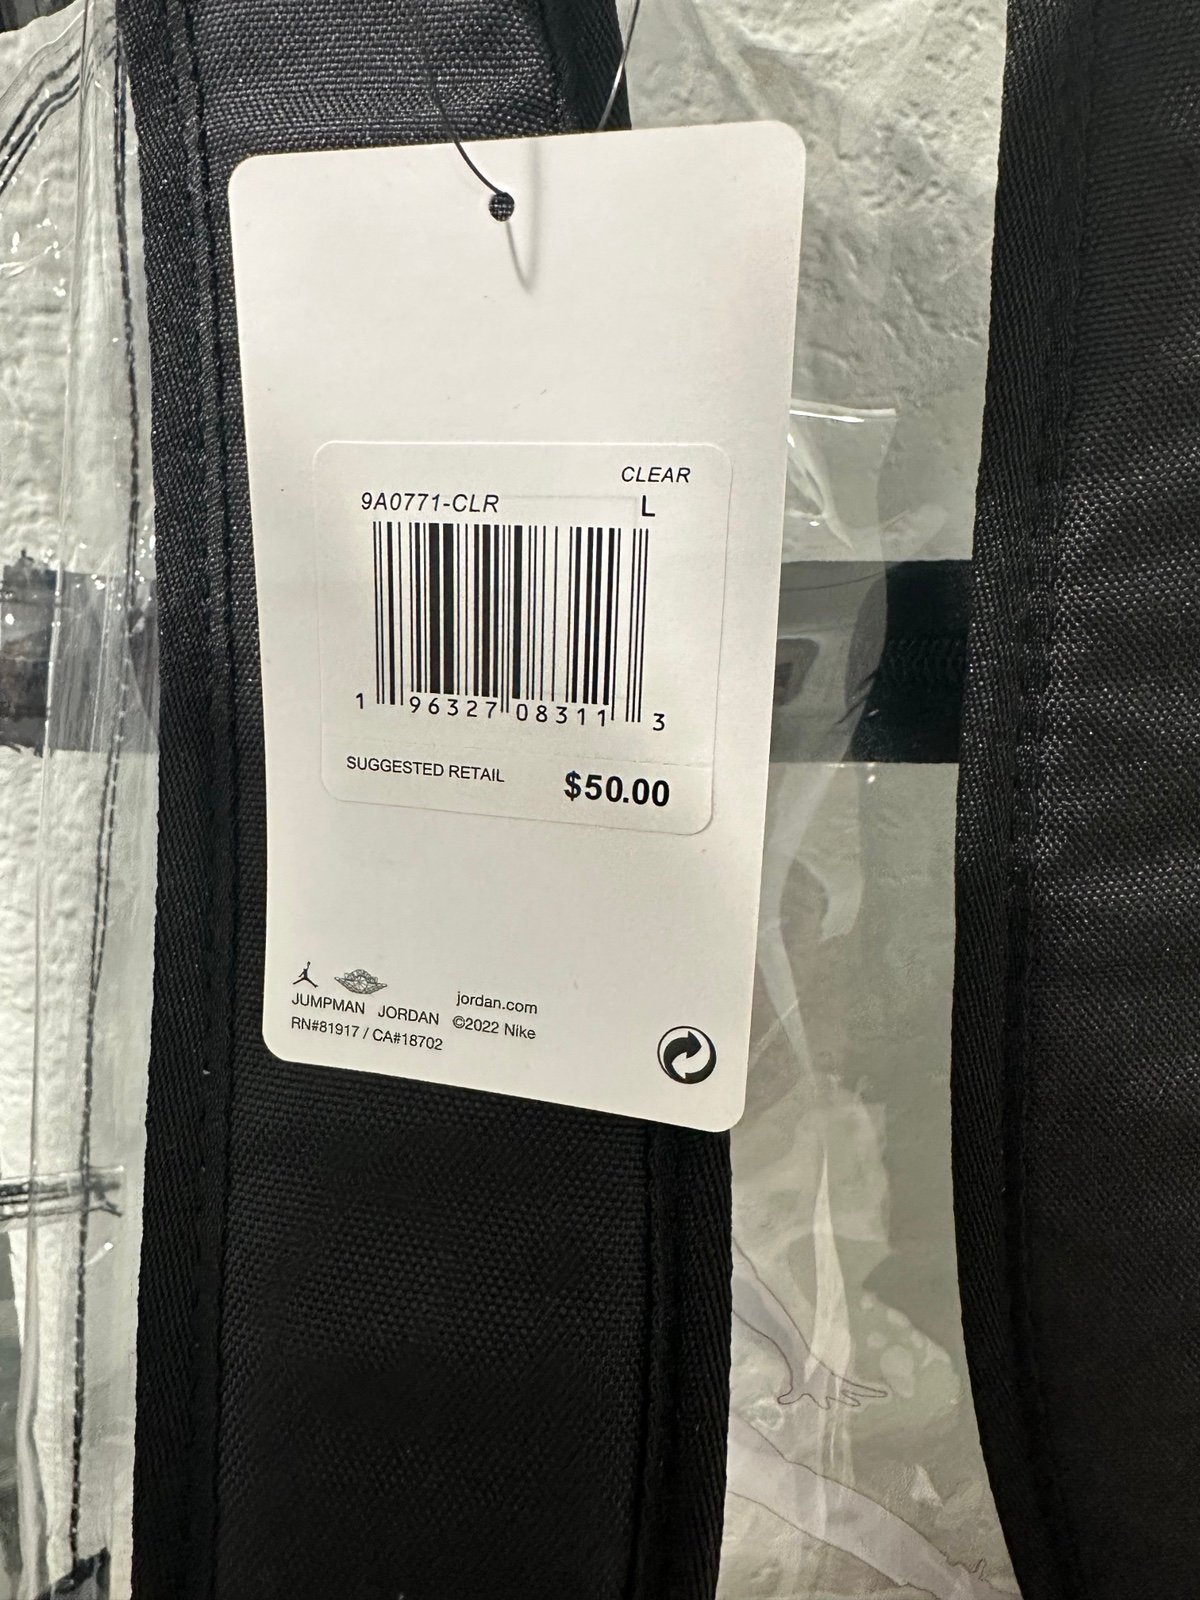 CLEAR
9A0771-CLR L
1 96327 08311 3
SUGGESTED RETAIL $50.00
JUMPMAN JORDAN jordan.com
RN#81917 / CA#18702 ©2022 Nike